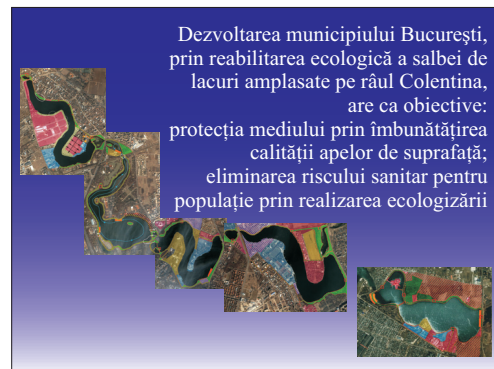 Dezvoltarea municipiului Bucureşti,
prin reabilitarea ecologică a salbei de
lacuri amplasate pe râul Colentina,
are ca obiective:
protecția mediului prin îmbunătățirea
calității apelor de suprafață;
eliminarea riscului sanitar pentru
populație prin realizarea ecologizării